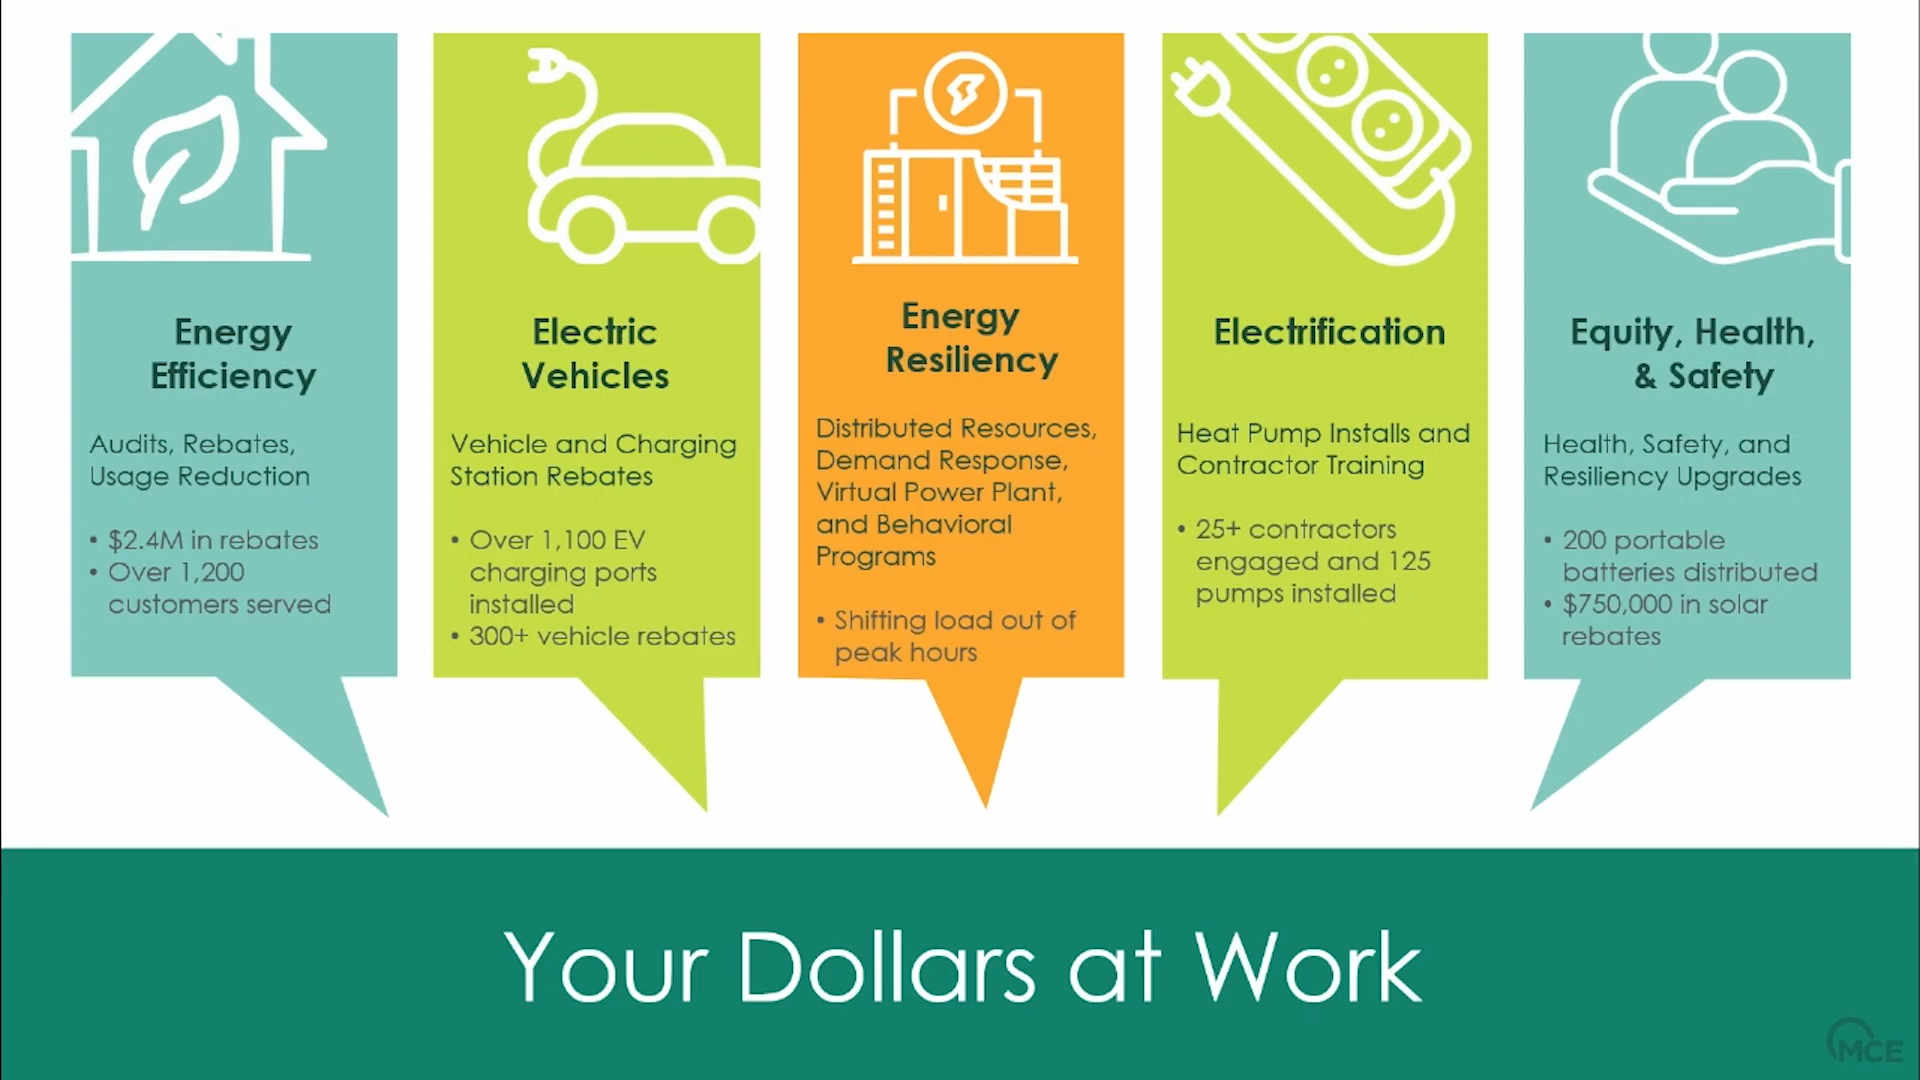 Energy
Efficiency
Audits, Rebates,
Usage Reduction
• $2.4M in rebates
• Over 1,200
customers served
Electric
Vehicles
Vehicle and Charging
Station Rebates
• Over 1,100 EV
charging ports
installed
• 300+ vehicle rebates
Energy
Resiliency
Distributed Resources,
Demand Response,
Virtual Power Plant,
and Behavioral
Programs
• Shifting load out of
peak hours
Electrification
Heat Pump Installs and
Contractor Training
• 25+ contractors
engaged and 125
pumps installed
Equity, Health,
& Safety
Health, Safety, and
Resiliency Upgrades
• 200 portable
batteries distributed
• $750,000 in solar
rebates
Your Dollars at Work
MCE